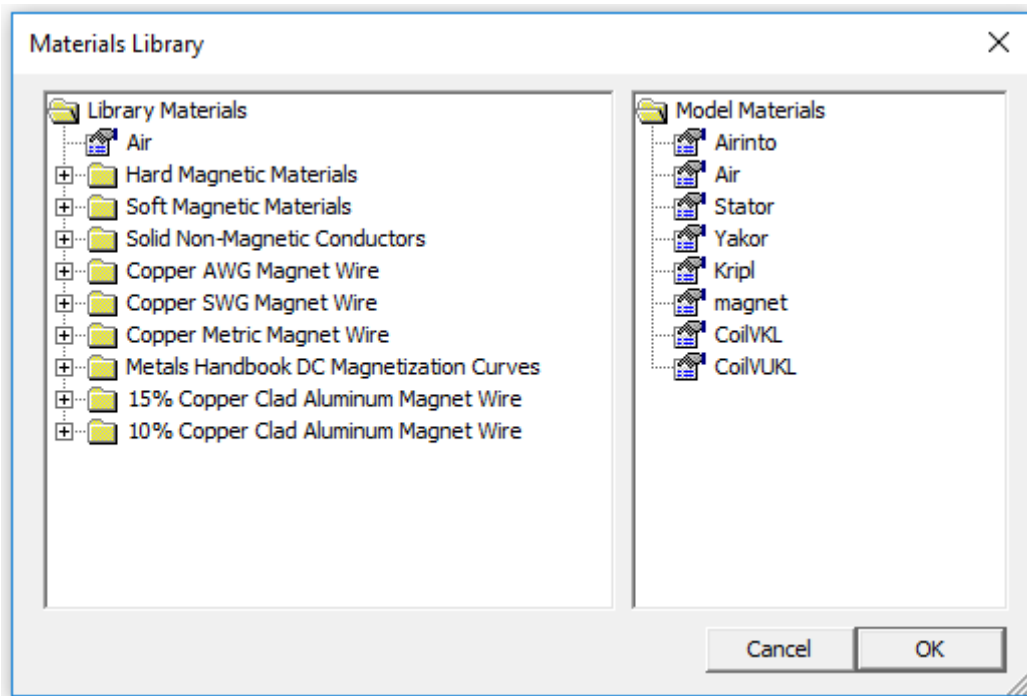 Materials Library
Library Materials
Air
Hard Magnetic Materials
Soft Magnetic Materials
Solid Non-Magnetic Conductors
Copper AWG Magnet Wire
Copper SWG Magnet Wire
Copper Metric Magnet Wire
Metals Handbook DC Magnetization Curves
15% Copper Clad Aluminum Magnet Wire
10% Copper Clad Aluminum Magnet Wire
Model Materials
Airinto
Air
Stator
Yakor
Kripl
magnet
CoilVKL
CoilVUKL
Cancel
OK